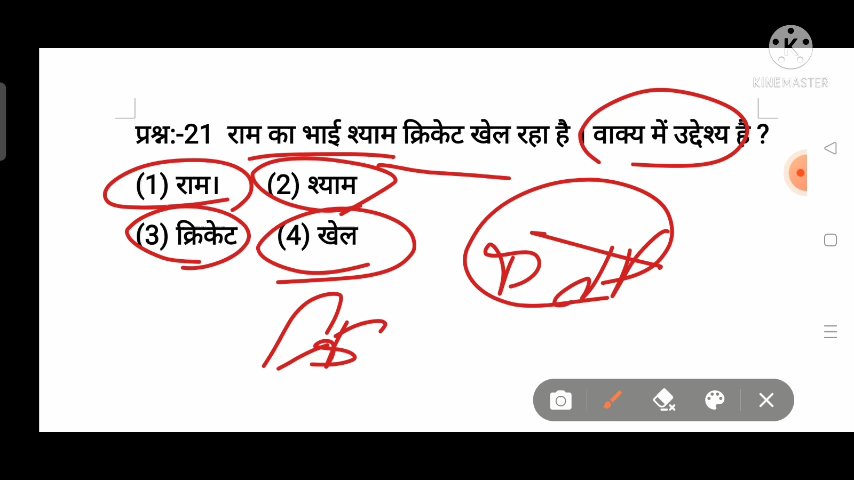 K
KINEMASTER
प्रश्न:-21 राम का भाई श्याम क्रिकेट खेल रहा है । वाक्य में उद्देश्य है ?
(1) राम। (2) श्याम
(3) क्रिकेट (4) खेल